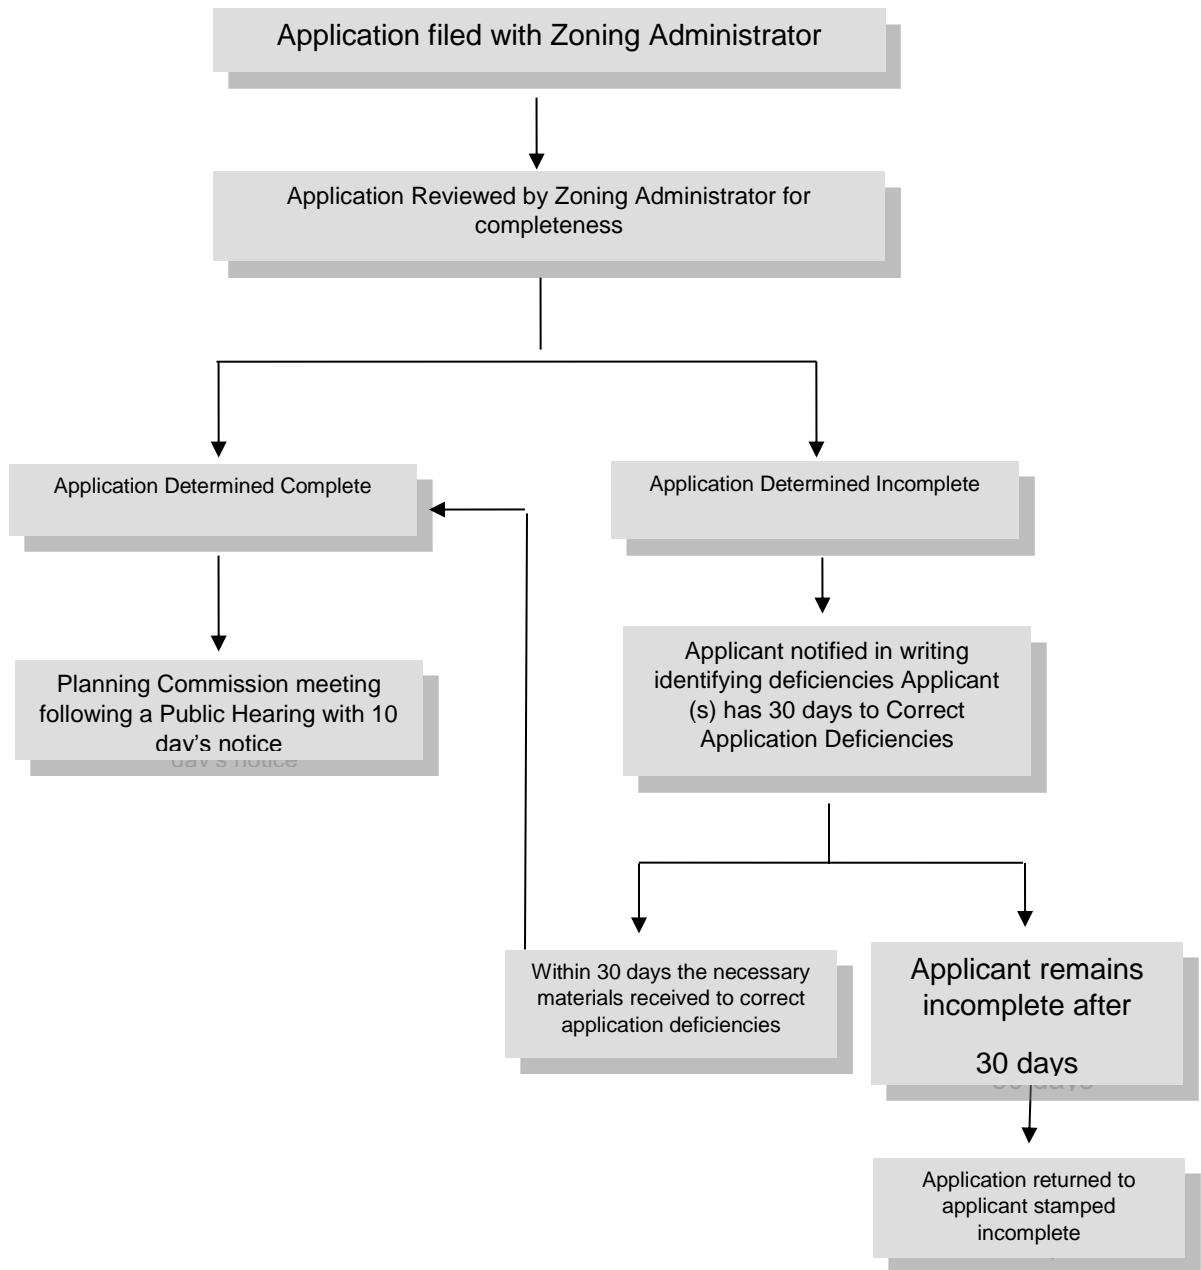 Application filed with Zoning Administrator
Application Reviewed by Zoning Administrator for
completeness
Application Determined Complete
Application Determined Incomplete
Planning Commission meeting
following a Public Hearing with 10
day's notice
Applicant notified in writing
identifying deficiencies Applicant
(s) has 30 days to Correct
Application Deficiencies
Within 30 days the necessary
materials received to correct
application deficiencies
Applicant remains
incomplete after
30 days
Application returned to
applicant stamped
incomplete